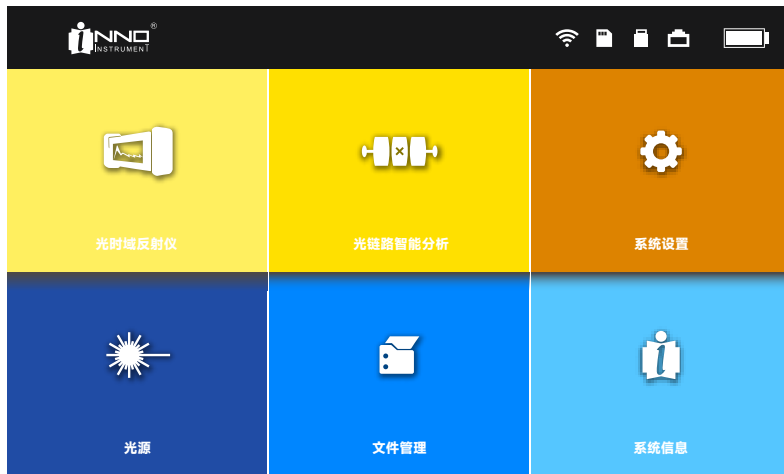 iNNO®
INSTRUMENT
光时域反射仪
光链路智能分析
系统设置
光源
文件管理
系统信息